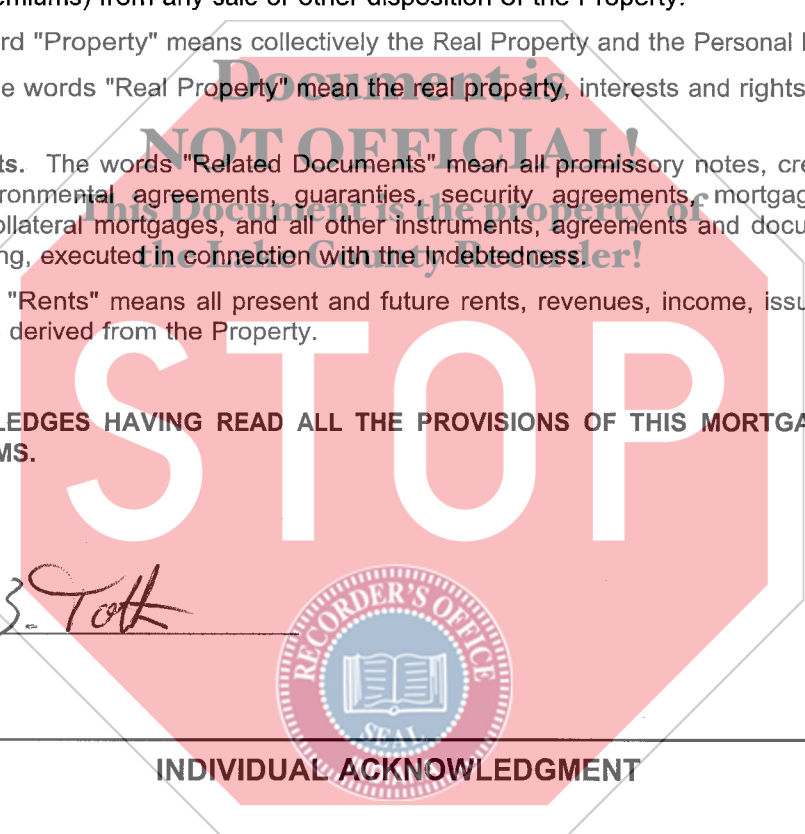 emiums) from any sale or other disposition of the Property.
rd "Property" means collectively the Real Property and the Personal
Document is
e words "Real Property" mean the real property, interests and rights
NOT OFFICIAL!
ts. The words "Related Documents" mean all promissory notes, cre
ronmental agreements, guaranties, security agreements, mortgag
This Document is the property of
ollateral mortgages, and all other instruments, agreements and docu
ng, executed in connection with the Indebtedness.
the Lake County Recorder!
"Rents" means all present and future rents, revenues, income, issu
derived from the Property.
STOP
LEDGES HAVING READ ALL THE PROVISIONS OF THIS MORTGA
MS.
B. Toth
RECORDER'S OFFICE
SEAL
INDIVIDUAL ACKNOWLEDGMENT